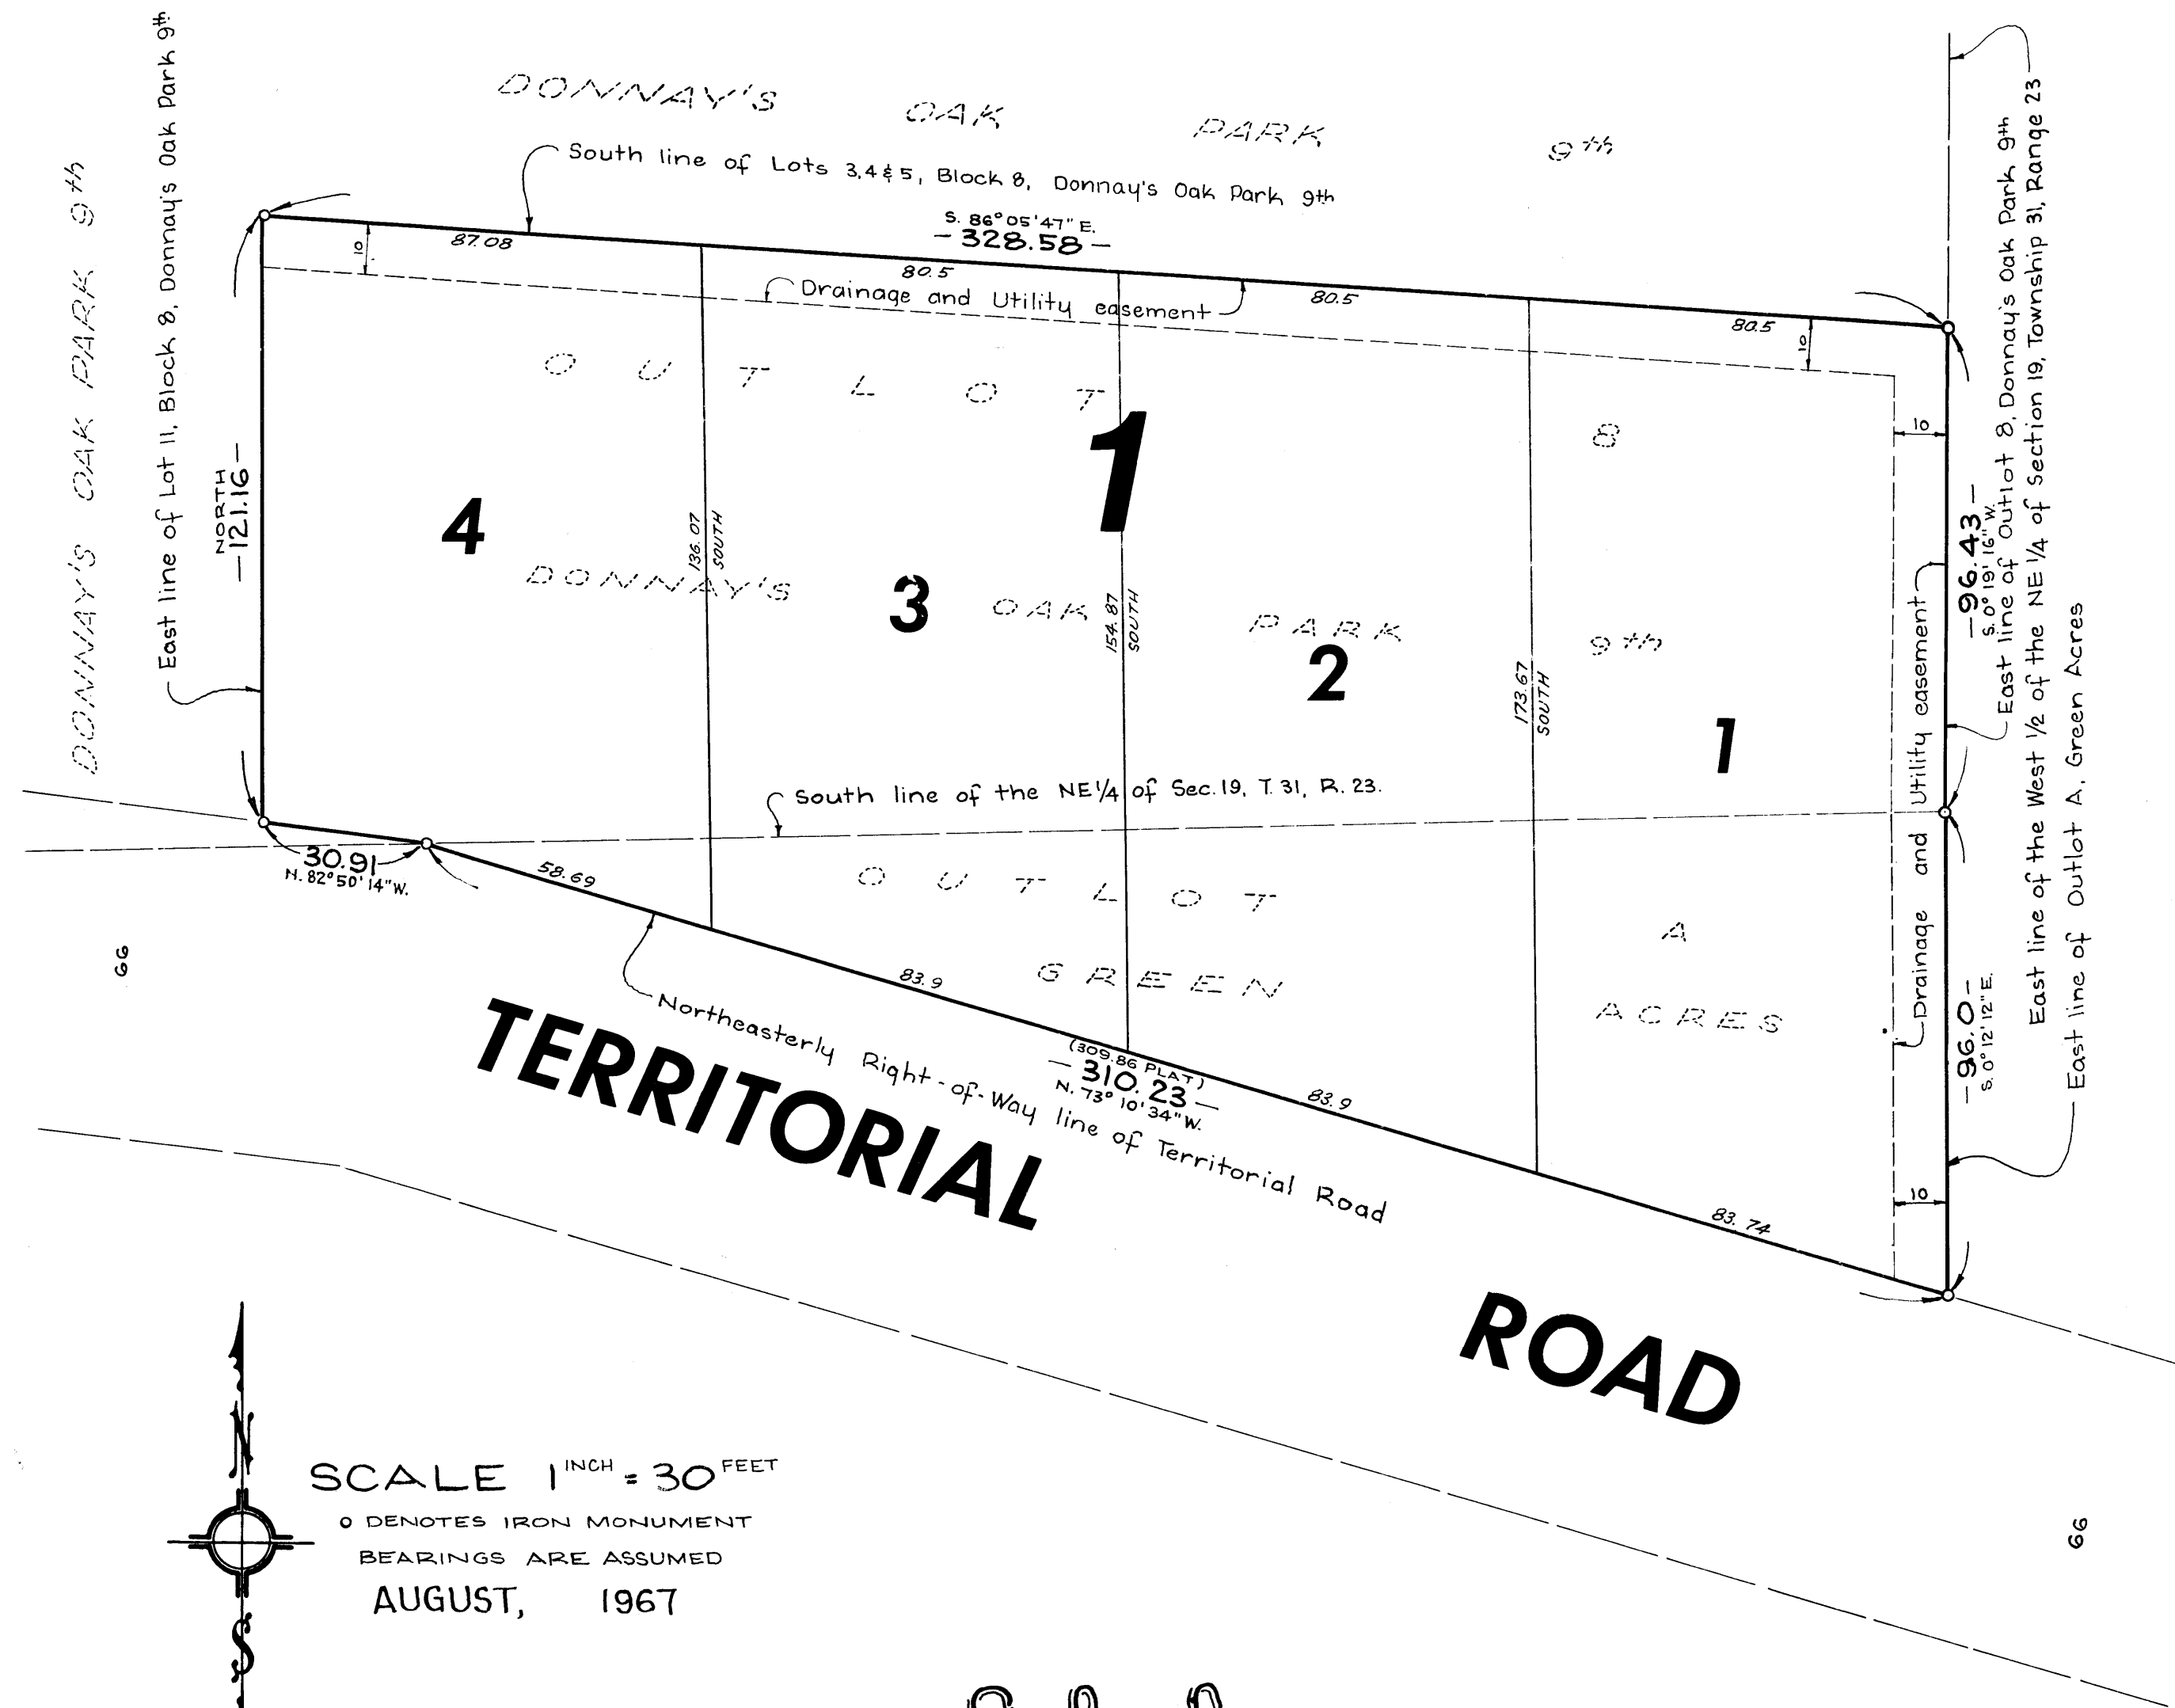 DONNAY'S OAK PARK 9th
South line of Lots 3,4 & 5, Block 8, Donnay's Oak Park 9th
S. 86° 05' 47" E.
- 328.58 -
87.08
80.5
80.5
80.5
10
10
Drainage and Utility easement
DONNAY'S OAK PARK 9th
East line of Lot 11, Block 8, Donnay's Oak Park 9th
NORTH
- 121.16 -
OUTLOT 8
1
4
DONNAY'S OAK PARK 9th
3
2
1
136.07
SOUTH
154.87
SOUTH
173.67
SOUTH
10
Drainage and Utility easement
- 96.43 -
S. 0° 19' 16" W.
East line of Outlot 8, Donnay's Oak Park 9th
East line of the West 1/2 of the NE 1/4 of section 19, Township 31, Range 23
East line of Outlot A, Green Acres
- 96.0 -
S. 0° 12' 12" E.
10
South line of the NE 1/4 of Sec. 19, T. 31, R. 23.
30.91
N. 82° 50' 14" W.
58.69
OUTLOT A
GREEN ACRES
83.9
83.9
83.74
(309.86 PLAT)
- 310.23 -
N. 73° 10' 34" W.
Northeasterly Right-of-Way line of Territorial Road
66
TERRITORIAL ROAD
66
N
SCALE 1 INCH = 30 FEET
o DENOTES IRON MONUMENT
BEARINGS ARE ASSUMED
AUGUST, 1967
S